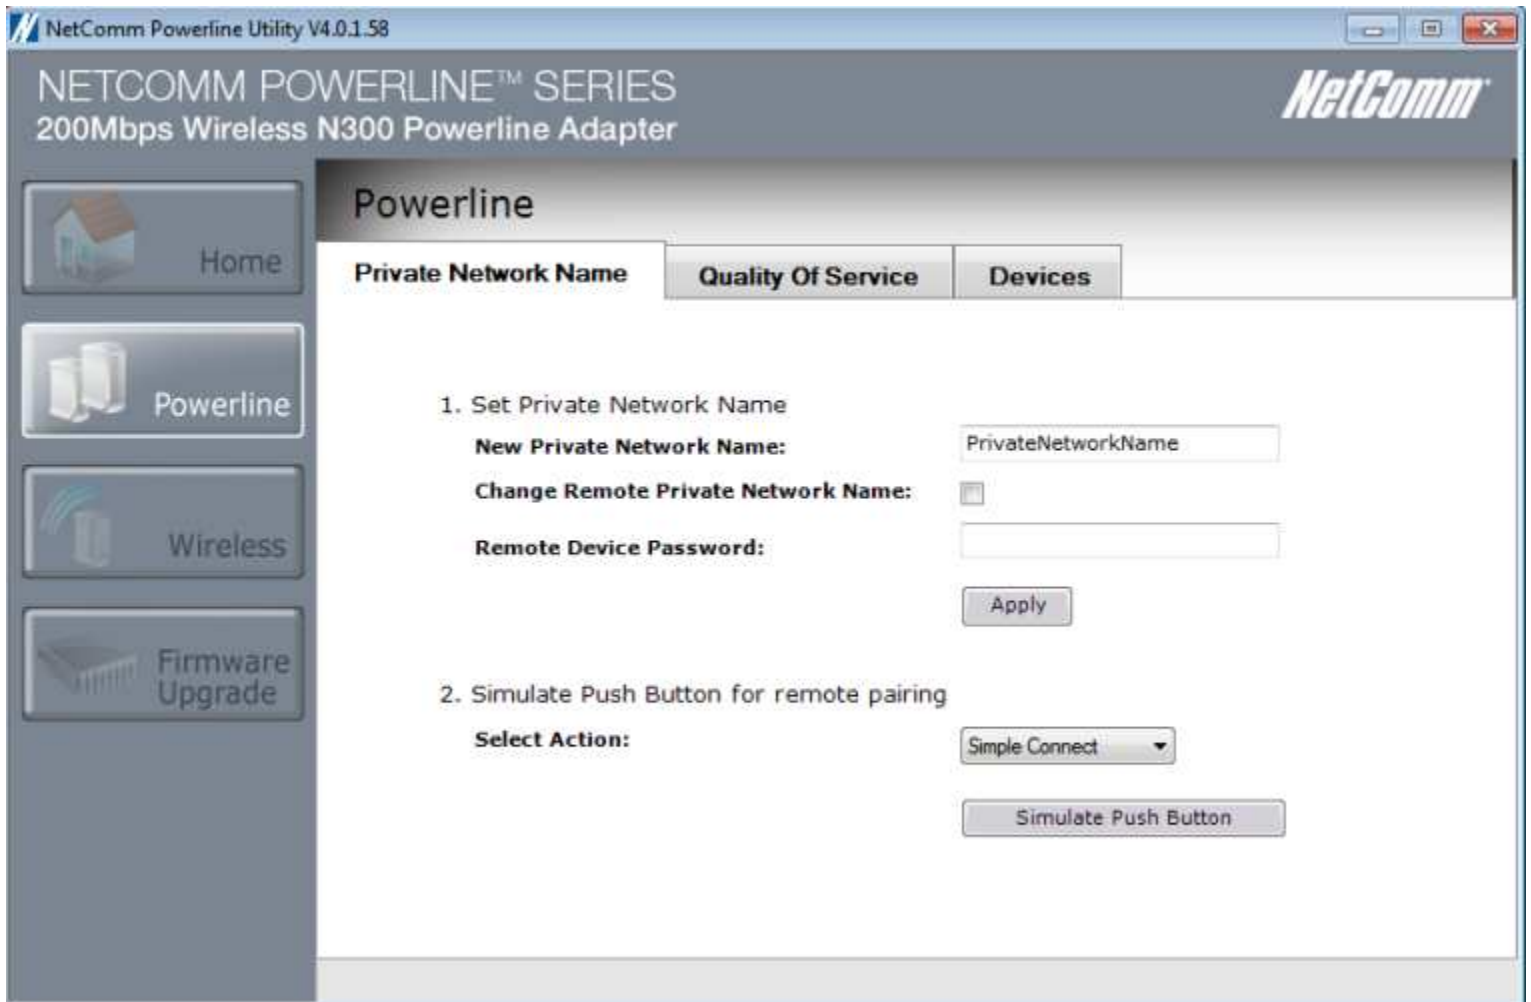 NetComm Powerline Utility V4.0.1.58
NETCOMM POWERLINE™ SERIES
200Mbps Wireless N300 Powerline Adapter
NetComm
Home
Powerline
Wireless
Firmware
Upgrade
Powerline
Private Network Name
Quality Of Service
Devices
1. Set Private Network Name
New Private Network Name: PrivateNetworkName
Change Remote Private Network Name:
Remote Device Password:
Apply
2. Simulate Push Button for remote pairing
Select Action: Simple Connect
Simulate Push Button